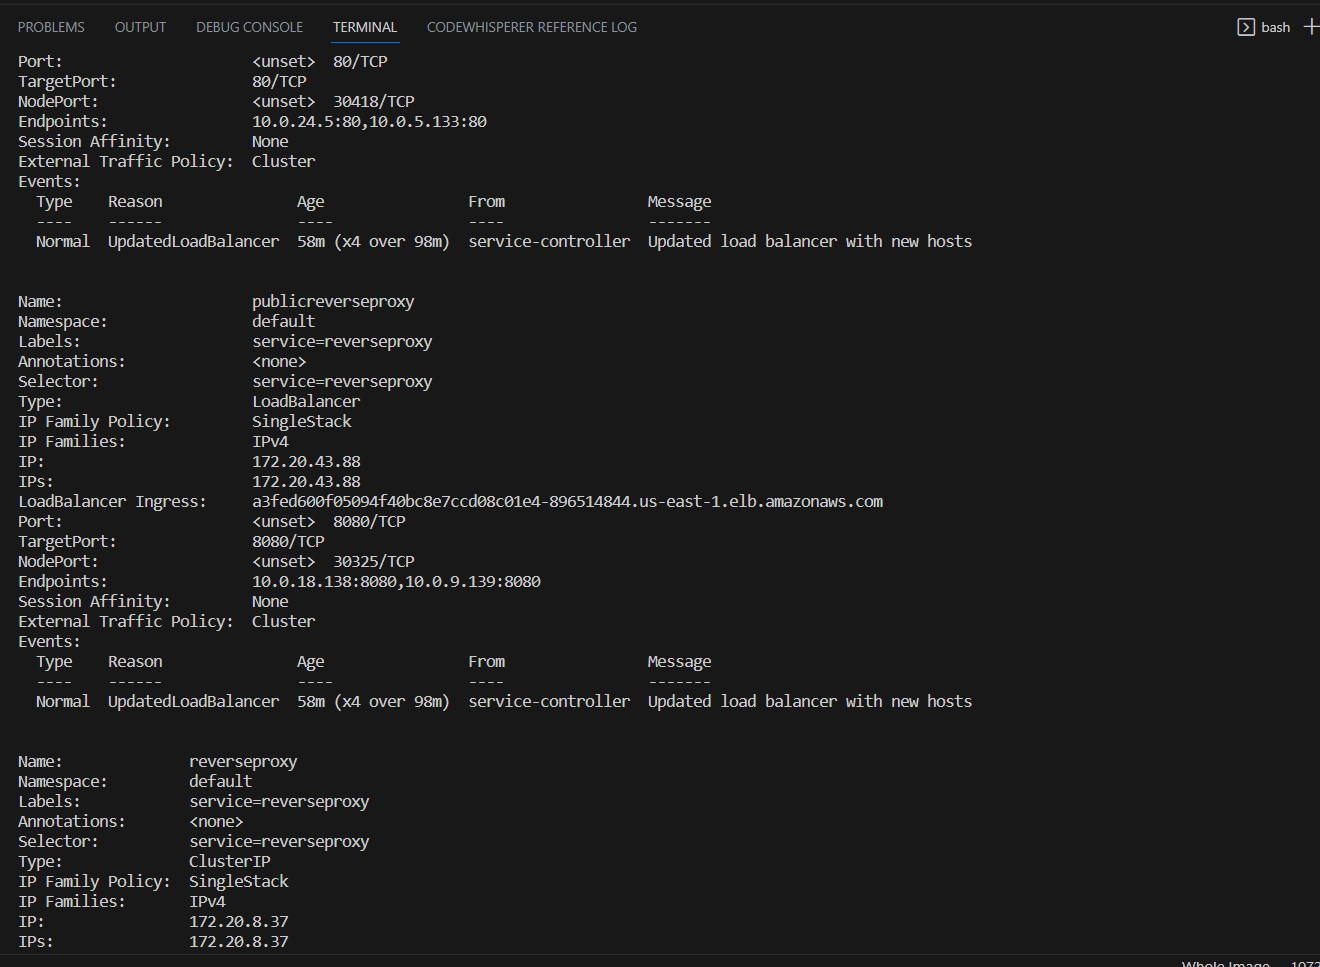 PROBLEMS OUTPUT DEBUG CONSOLE TERMINAL CODEWHISPERER REFERENCE LOG bash
Port: <unset> 80/TCP
TargetPort: 80/TCP
NodePort: <unset> 30418/TCP
Endpoints: 10.0.24.5:80,10.0.5.133:80
Session Affinity: None
External Traffic Policy: Cluster
Events:
Type Reason Age From Message
---- ------ ---- ---- -------
Normal UpdatedLoadBalancer 58m (x4 over 98m) service-controller Updated load balancer with new hosts
Name: publicreverseproxy
Namespace: default
Labels: service=reverseproxy
Annotations: <none>
Selector: service=reverseproxy
Type: LoadBalancer
IP Family Policy: SingleStack
IP Families: IPv4
IP: 172.20.43.88
IPs: 172.20.43.88
LoadBalancer Ingress: a3fed600f05094f40bc8e7ccd08c01e4-896514844.us-east-1.elb.amazonaws.com
Port: <unset> 8080/TCP
TargetPort: 8080/TCP
NodePort: <unset> 30325/TCP
Endpoints: 10.0.18.138:8080,10.0.9.139:8080
Session Affinity: None
External Traffic Policy: Cluster
Events:
Type Reason Age From Message
---- ------ ---- ---- -------
Normal UpdatedLoadBalancer 58m (x4 over 98m) service-controller Updated load balancer with new hosts
Name: reverseproxy
Namespace: default
Labels: service=reverseproxy
Annotations: <none>
Selector: service=reverseproxy
Type: ClusterIP
IP Family Policy: SingleStack
IP Families: IPv4
IP: 172.20.8.37
IPs: 172.20.8.37
Whole Image